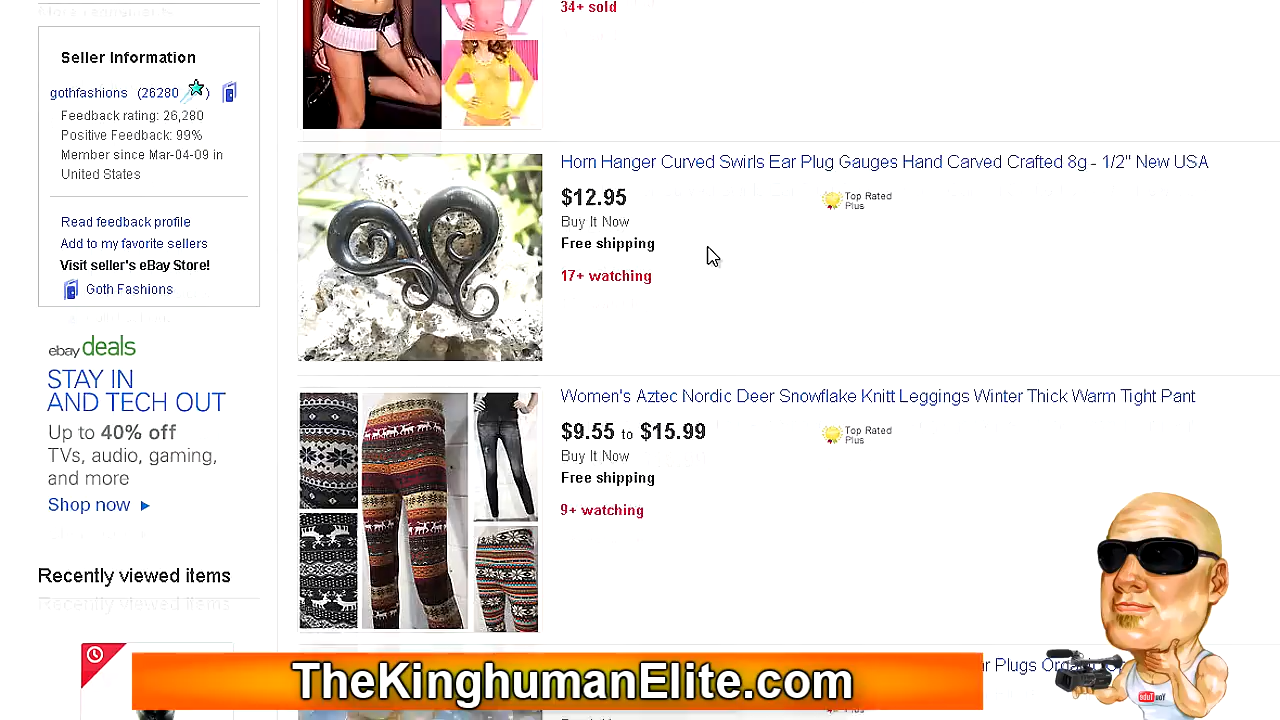 34+ sold
Seller Information
gothfashions (26280 )
Feedback rating: 26,280
Positive Feedback: 99%
Member since Mar-04-09 in
United States
Read feedback profile
Add to my favorite sellers
Visit seller's eBay Store!
Goth Fashions
ebay deals
STAY IN
AND TECH OUT
Up to 40% off
TVs, audio, gaming,
and more
Shop now
Recently viewed items
Horn Hanger Curved Swirls Ear Plug Gauges Hand Carved Crafted 8g - 1/2" New USA
$12.95
Top Rated
Plus
Buy It Now
Free shipping
17+ watching
Women's Aztec Nordic Deer Snowflake Knitt Leggings Winter Thick Warm Tight Pant
$9.55 to $15.99
Top Rated
Plus
Buy It Now
Free shipping
9+ watching
Plugs
TheKinghumanElite.com
You Tube